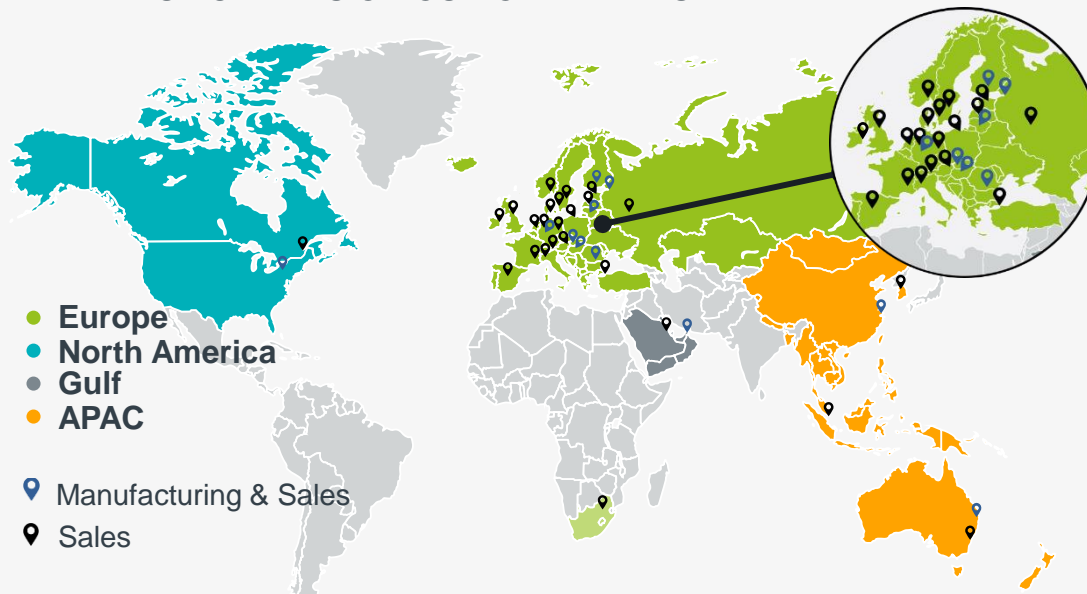 Europe
North America
Gulf
APAC
Manufacturing & Sales
Sales